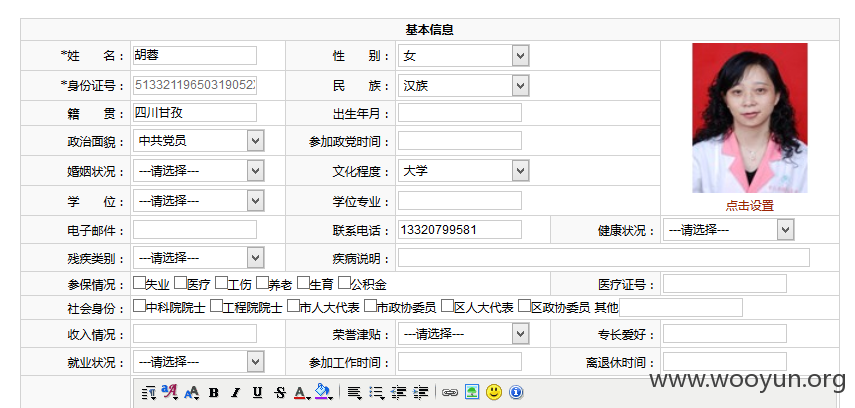 基本信息
*姓 名： 胡蓉 性 别： 女
*身份证号： 51332119650319052X 民 族： 汉族
籍 贯： 四川甘孜 出生年月：
政治面貌： 中共党员 参加政党时间：
婚姻状况： ---请选择--- 文化程度： 大学
学 位： ---请选择--- 学位专业： 点击设置
电子邮件： 联系电话： 13320799581 健康状况： ---请选择---
残疾类别： ---请选择--- 疾病说明：
参保情况： 失业 医疗 工伤 养老 生育 公积金 医疗证号：
社会身份： 中科院院士 工程院院士 市人大代表 市政协委员 区人大代表 区政协委员 其他
收入情况： 荣誉津贴： ---请选择--- 专长爱好：
就业状况： ---请选择--- 参加工作时间： 离退休时间：
www.wooyun.org
B I U S A